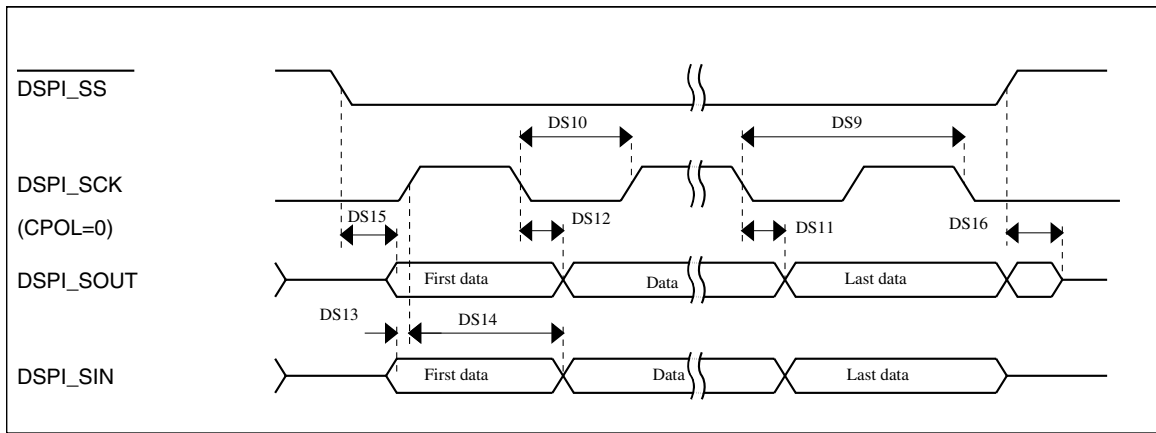 DSPI_SS
DS10
DS9
DSPI_SCK
(CPOL=0)
DS15
DS12
DS11
DS16
DSPI_SOUT
First data
Data
Last data
DS13
DS14
DSPI_SIN
First data
Data
Last data